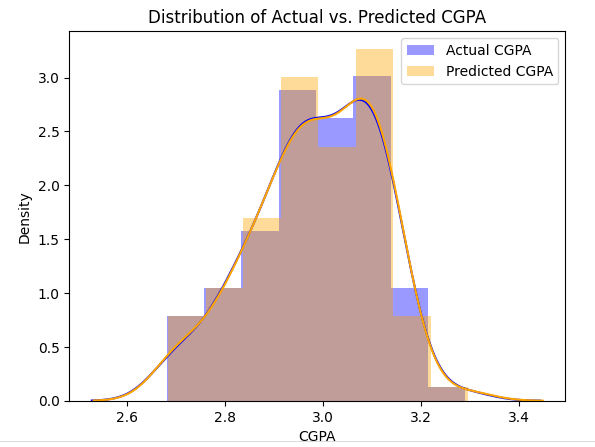 Distribution of Actual vs. Predicted CGPA
Actual CGPA
Predicted CGPA
3.0
2.5
2.0
1.5
1.0
0.5
0.0
Density
2.6 2.8 3.0 3.2 3.4
CGPA